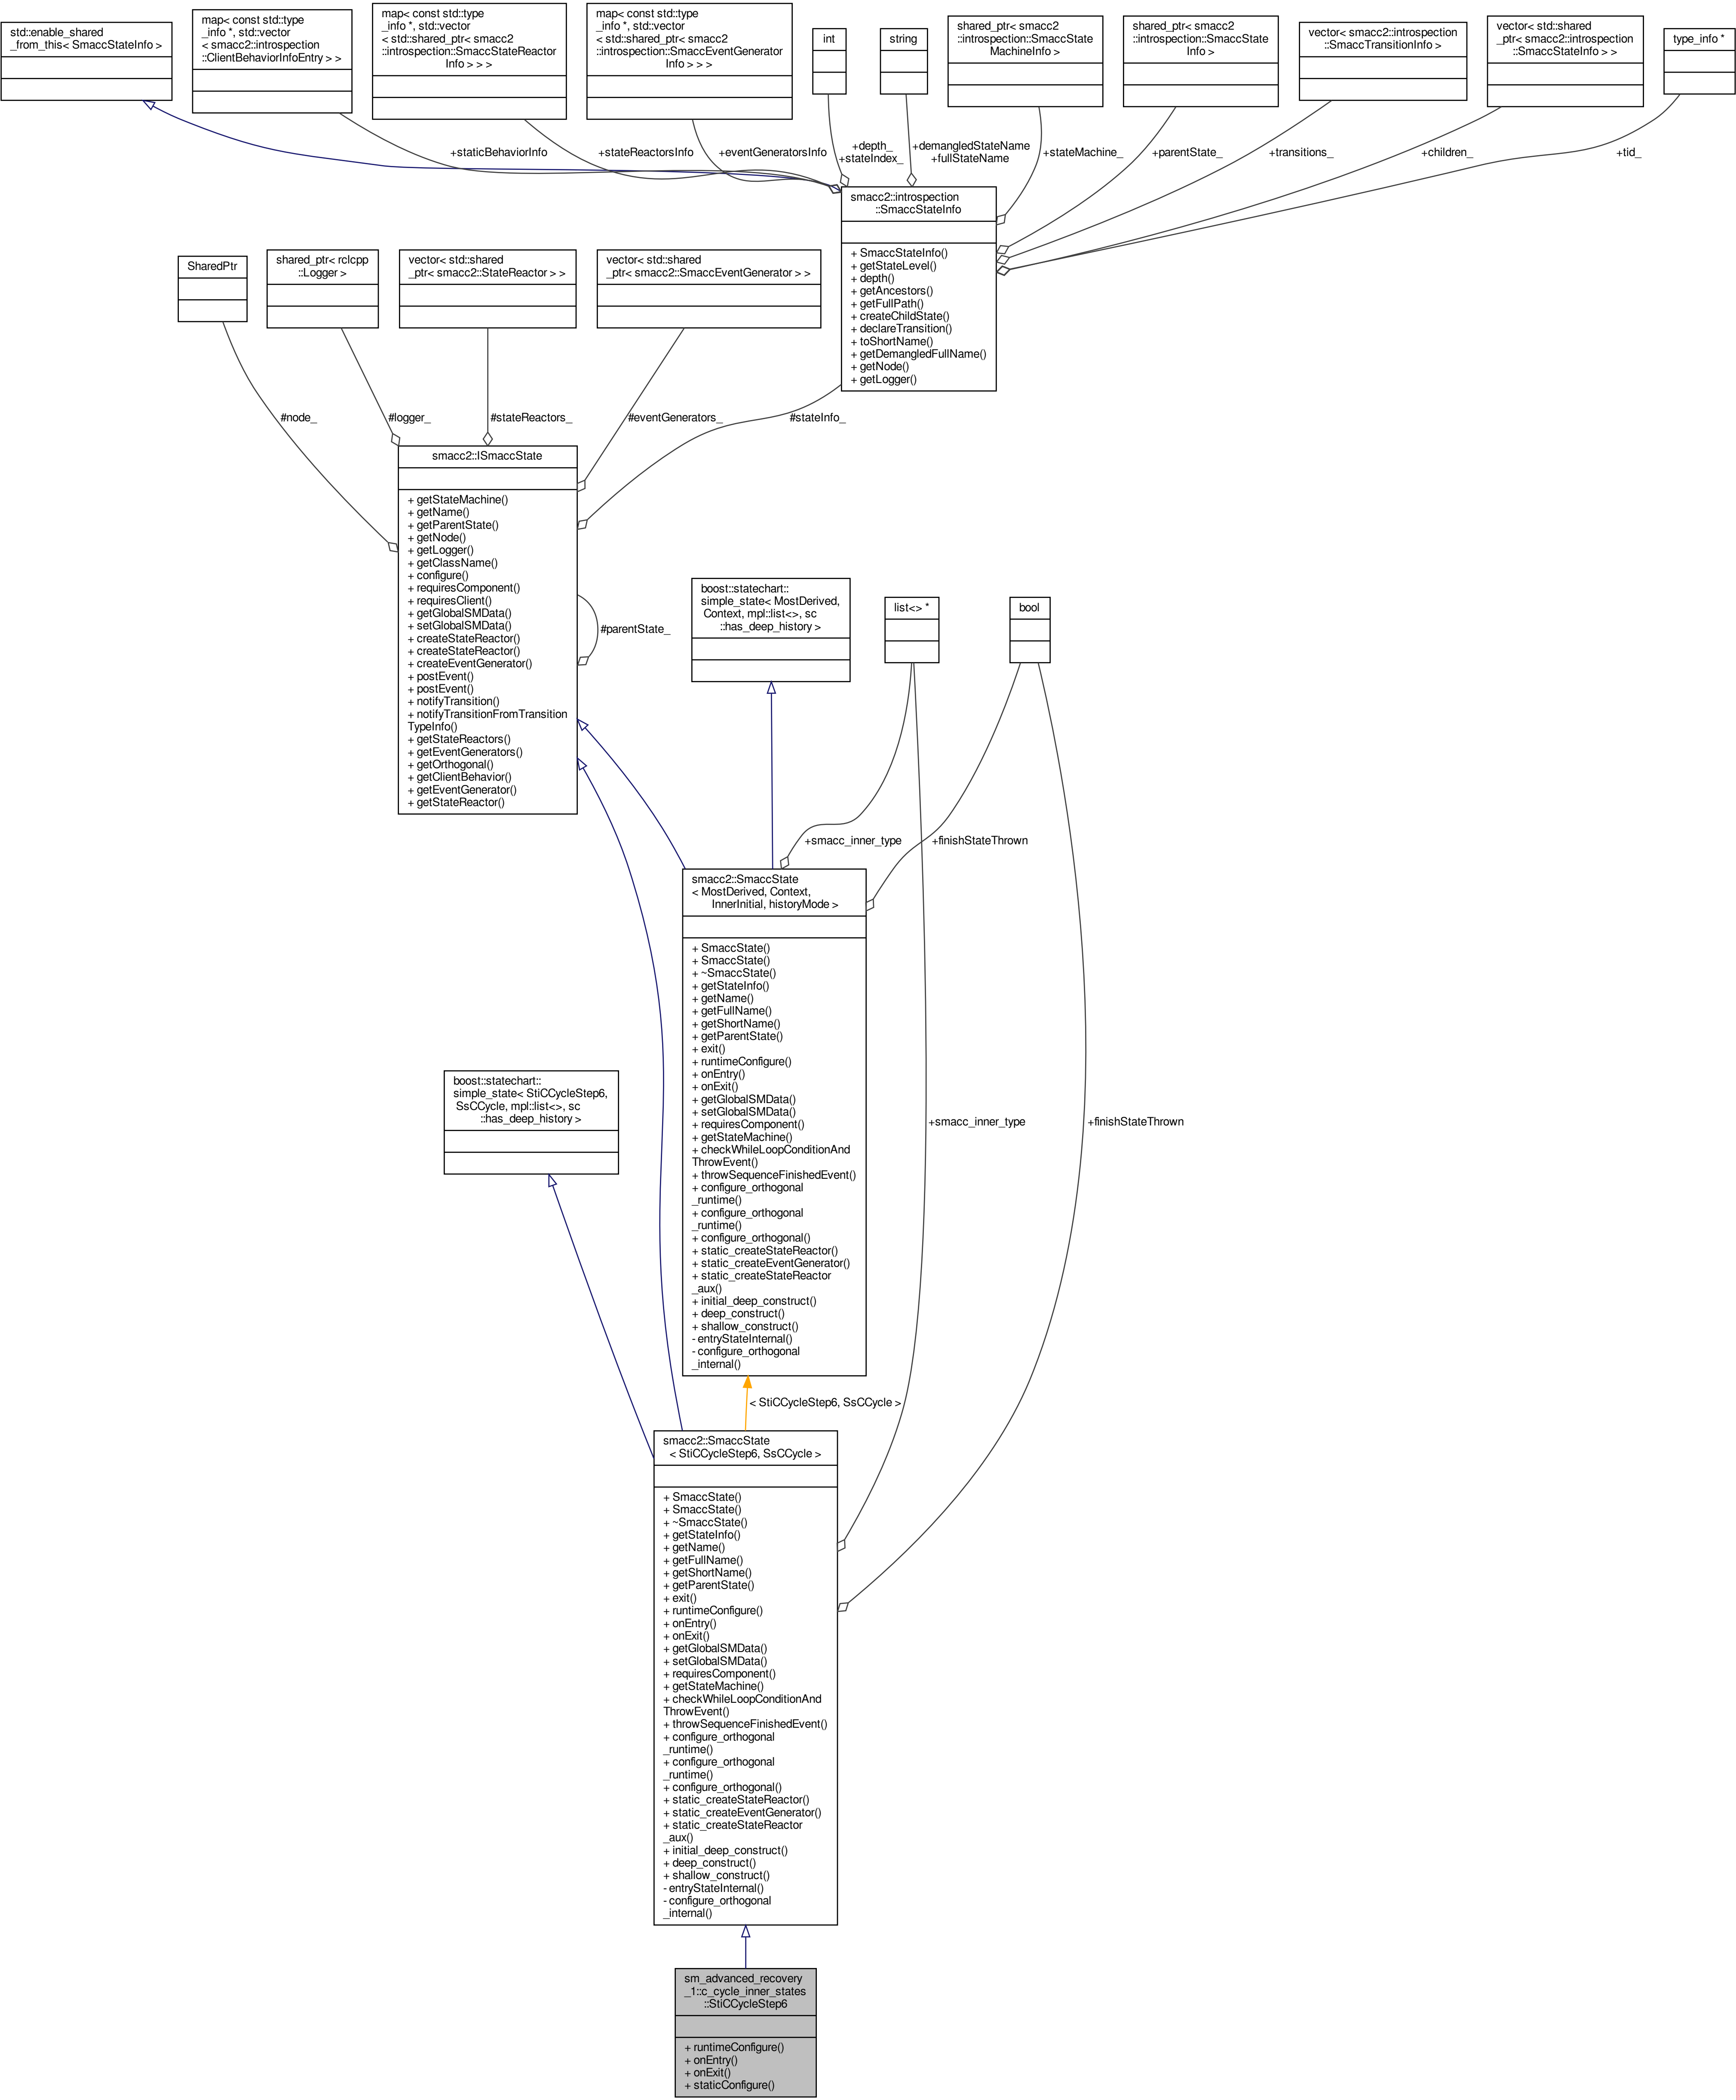 std::enable_shared
_from_this< SmaccStateInfo >
map< const std::type
_info *, std::vector
< smacc2::introspection
::ClientBehaviorInfoEntry > >
map< const std::type
_info *, std::vector
< std::shared_ptr< smacc2
::introspection::SmaccStateReactor
Info > > >
map< const std::type
_info *, std::vector
< std::shared_ptr< smacc2
::introspection::SmaccEventGenerator
Info > > >
int
string
shared_ptr< smacc2
::introspection::SmaccState
MachineInfo >
shared_ptr< smacc2
::introspection::SmaccState
Info >
vector< smacc2::introspection
::SmaccTransitionInfo >
vector< std::shared
_ptr< smacc2::introspection
::SmaccStateInfo > >
type_info *
+staticBehaviorInfo
+stateReactorsInfo
+eventGeneratorsInfo
+depth_
+stateIndex_
+demangledStateName
+fullStateName
+stateMachine_
+parentState_
+transitions_
+children_
+tid_
smacc2::introspection
::SmaccStateInfo
+ SmaccStateInfo()
+ getStateLevel()
+ depth()
+ getAncestors()
+ getFullPath()
+ createChildState()
+ declareTransition()
+ toShortName()
+ getDemangledFullName()
+ getNode()
+ getLogger()
SharedPtr
shared_ptr< rclcpp
::Logger >
vector< std::shared
_ptr< smacc2::StateReactor > >
vector< std::shared
_ptr< smacc2::SmaccEventGenerator > >
#node_
#logger_
#stateReactors_
#eventGenerators_
#stateInfo_
smacc2::ISmaccState
+ getStateMachine()
+ getName()
+ getParentState()
+ getNode()
+ getLogger()
+ getClassName()
+ configure()
+ requiresComponent()
+ requiresClient()
+ getGlobalSMData()
+ setGlobalSMData()
+ createStateReactor()
+ createStateReactor()
+ createEventGenerator()
+ postEvent()
+ postEvent()
+ notifyTransition()
+ notifyTransitionFromTransition
TypeInfo()
+ getStateReactors()
+ getEventGenerators()
+ getOrthogonal()
+ getClientBehavior()
+ getEventGenerator()
+ getStateReactor()
#parentState_
boost::statechart::
simple_state< MostDerived,
Context, mpl::list<>, sc
::has_deep_history >
list<> *
bool
+smacc_inner_type
+finishStateThrown
smacc2::SmaccState
< MostDerived, Context,
InnerInitial, historyMode >
+ SmaccState()
+ SmaccState()
+ ~SmaccState()
+ getStateInfo()
+ getName()
+ getFullName()
+ getShortName()
+ getParentState()
+ exit()
+ runtimeConfigure()
+ onEntry()
+ onExit()
+ getGlobalSMData()
+ setGlobalSMData()
+ requiresComponent()
+ getStateMachine()
+ checkWhileLoopConditionAnd
ThrowEvent()
+ throwSequenceFinishedEvent()
+ configure_orthogonal
_runtime()
+ configure_orthogonal
_runtime()
+ configure_orthogonal()
+ static_createStateReactor()
+ static_createEventGenerator()
+ static_createStateReactor
_aux()
+ initial_deep_construct()
+ deep_construct()
+ shallow_construct()
- entryStateInternal()
- configure_orthogonal
_internal()
boost::statechart::
simple_state< StiCCycleStep6,
SsCCycle, mpl::list<>, sc
::has_deep_history >
+smacc_inner_type
+finishStateThrown
< StiCCycleStep6, SsCCycle >
smacc2::SmaccState
< StiCCycleStep6, SsCCycle >
+ SmaccState()
+ SmaccState()
+ ~SmaccState()
+ getStateInfo()
+ getName()
+ getFullName()
+ getShortName()
+ getParentState()
+ exit()
+ runtimeConfigure()
+ onEntry()
+ onExit()
+ getGlobalSMData()
+ setGlobalSMData()
+ requiresComponent()
+ getStateMachine()
+ checkWhileLoopConditionAnd
ThrowEvent()
+ throwSequenceFinishedEvent()
+ configure_orthogonal
_runtime()
+ configure_orthogonal
_runtime()
+ configure_orthogonal()
+ static_createStateReactor()
+ static_createEventGenerator()
+ static_createStateReactor
_aux()
+ initial_deep_construct()
+ deep_construct()
+ shallow_construct()
- entryStateInternal()
- configure_orthogonal
_internal()
sm_advanced_recovery
_1::c_cycle_inner_states
::StiCCycleStep6
+ runtimeConfigure()
+ onEntry()
+ onExit()
+ staticConfigure()